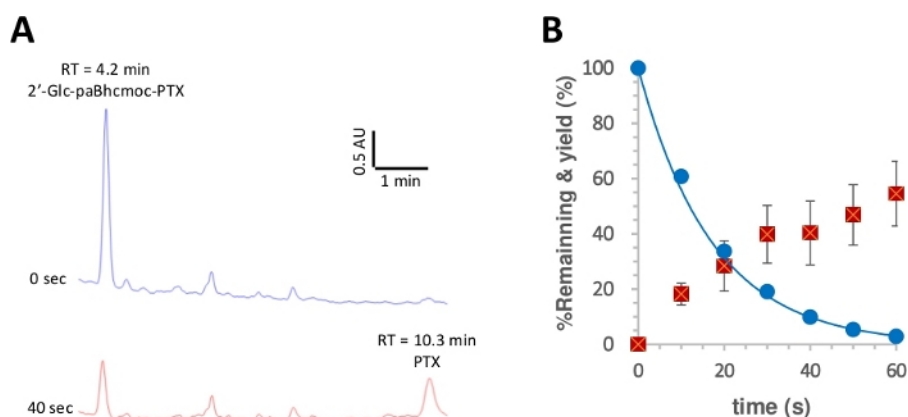 A
RT = 4.2 min
2′-Glc-paBhcmoc-PTX
0.5 AU
1 min
0 sec
RT = 10.3 min
PTX
40 sec
B
%Remainning & yield (%)
100
80
60
40
20
0
0 20 40 60
time (s)